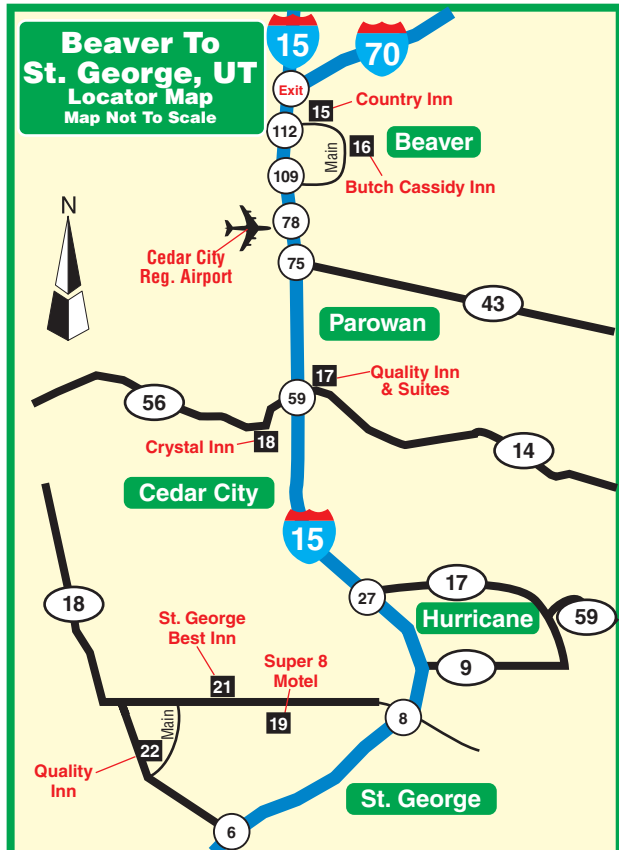 Beaver To
St. George, UT
Locator Map
Map Not To Scale
15
70
Exit
15
Country Inn
112
Main
16
Beaver
109
Butch Cassidy Inn
N
78
Cedar City
Reg. Airport
75
43
Parowan
17
Quality Inn
& Suites
59
56
Crystal Inn
18
14
Cedar City
15
18
27
17
Hurricane
59
9
St. George
Best Inn
21
Super 8
Motel
19
8
Main
22
Quality
Inn
St. George
6